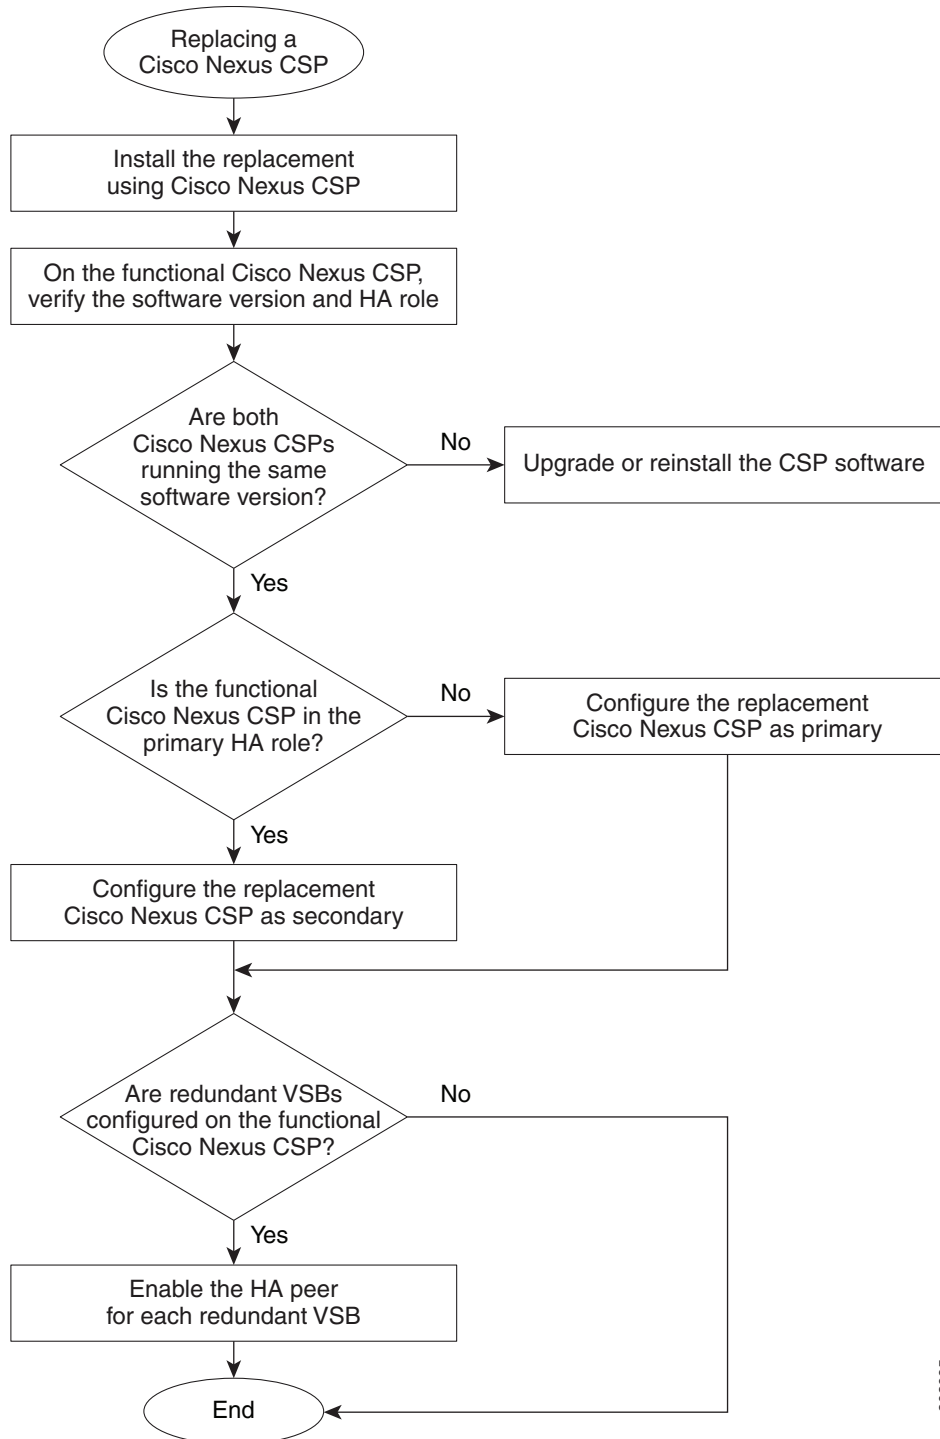 Replacing a
Cisco Nexus CSP
Install the replacement
using Cisco Nexus CSP
On the functional Cisco Nexus CSP,
verify the software version and HA role
Are both
Cisco Nexus CSPs
running the same
software version?
No
Upgrade or reinstall the CSP software
Yes
Is the functional
Cisco Nexus CSP in the
primary HA role?
No
Configure the replacement
Cisco Nexus CSP as primary
Yes
Configure the replacement
Cisco Nexus CSP as secondary
Are redundant VSBs
configured on the functional
Cisco Nexus CSP?
No
Yes
Enable the HA peer
for each redundant VSB
End